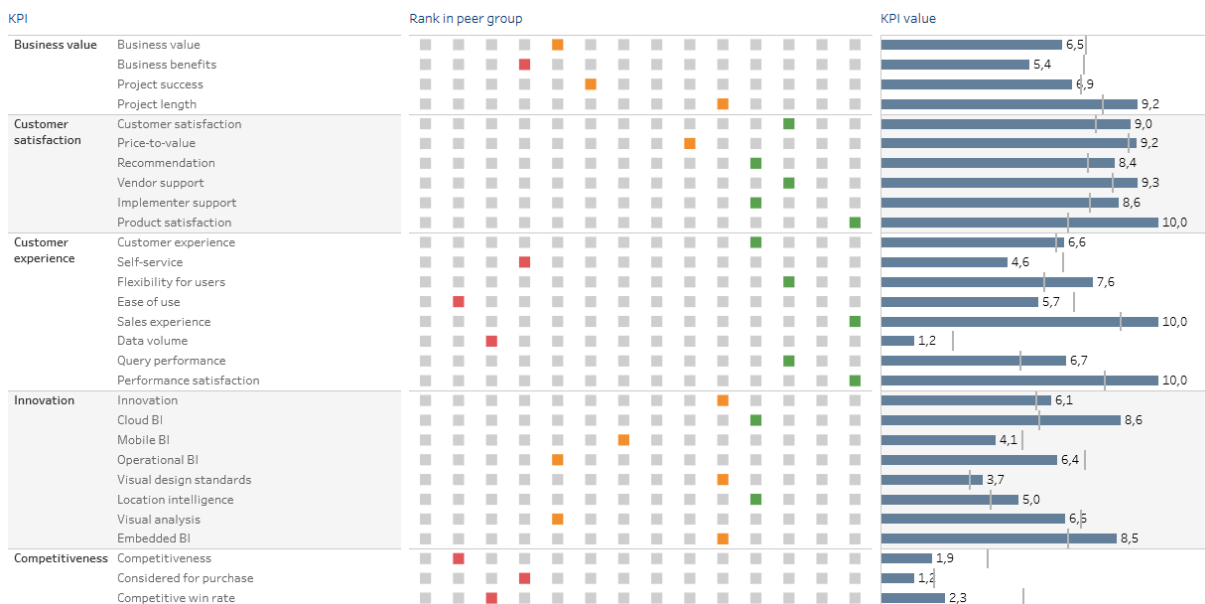 KPI Rank in peer group KPI value
Business value Business value 6,5
Business benefits 5,4
Project success 6,9
Project length 9,2
Customer satisfaction Customer satisfaction 9,0
Price-to-value 9,2
Recommendation 8,4
Vendor support 9,3
Implementer support 8,6
Product satisfaction 10,0
Customer experience Customer experience 6,6
Self-service 4,6
Flexibility for users 7,6
Ease of use 5,7
Sales experience 10,0
Data volume 1,2
Query performance 6,7
Performance satisfaction 10,0
Innovation Innovation 6,1
Cloud BI 8,6
Mobile BI 4,1
Operational BI 6,4
Visual design standards 3,7
Location intelligence 5,0
Visual analysis 6,5
Embedded BI 8,5
Competitiveness Competitiveness 1,9
Considered for purchase 1,2
Competitive win rate 2,3